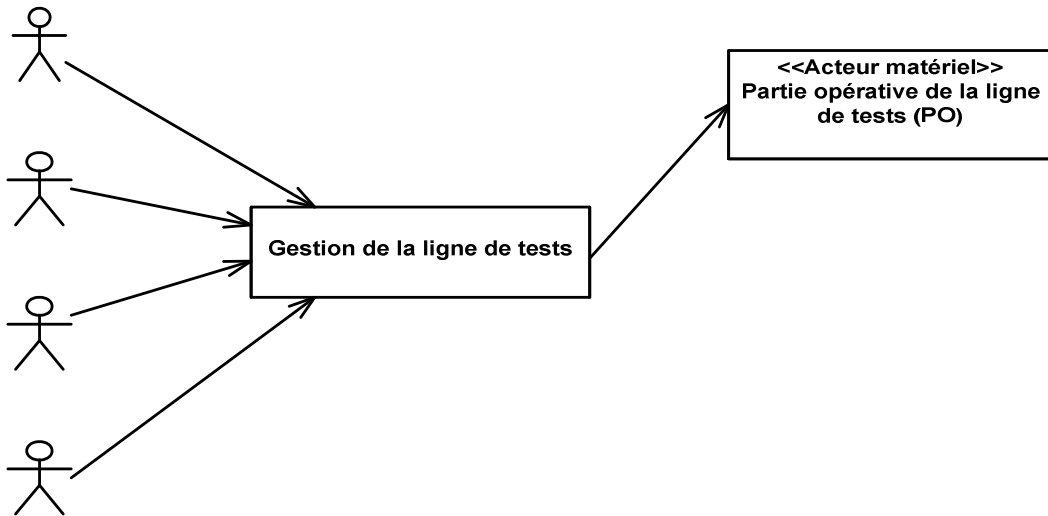 <<Acteur matériel>>
Partie opérative de la ligne
de tests (PO)
Gestion de la ligne de tests